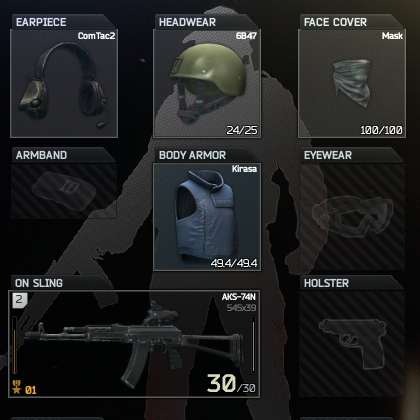 EARPIECE
ComTac2
HEADWEAR
6B47
24/25
FACE COVER
Mask
100/100
ARMBAND
BODY ARMOR
Kirasa
49.4/49.4
EYEWEAR
ON SLING
2
AKS-74N
545x39
01
30/30
HOLSTER